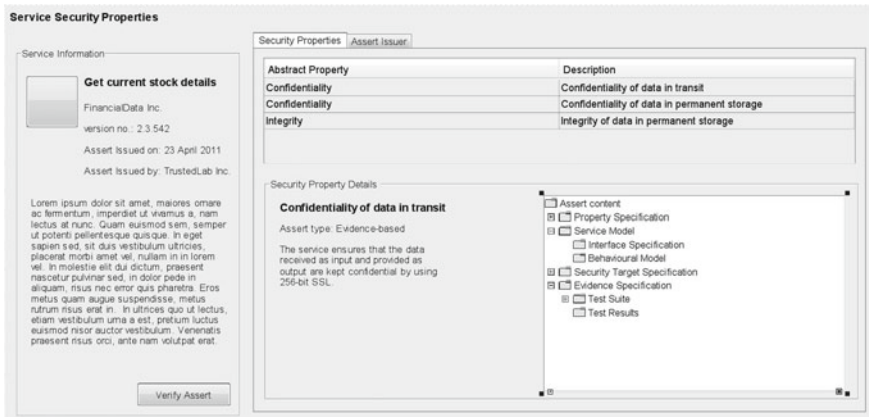 Service Security Properties
Service Information
Get current stock details
FinancialData Inc.
version no.: 2.3.542
Assert Issued on: 23 April 2011
Assert Issued by: TrustedLab Inc.
Lorem ipsum dolor sit amet, maiores ornare
ac fermentum, imperdiet ut vivamus a, nam
lectus at nunc. Quam euismod sem, semper
ut potenti pellentesque quisque. In eget
sapien sed, sit duis vestibulum ultricies,
placerat morbi amet vel, nullam in in lorem
vel. In molestie elit dui dictum, praesent
nascetur pulvinar sed, in dolor pede in
aliquam, risus nec error quis pharetra. Eros
metus quam augue suspendisse, metus
rutrum risus erat in. In ultrices quo ut lectus,
etiam vestibulum urna a est, pretium luctus
euismod nisor auctor vestibulum. Venenatis
praesent risus orci, ante nam volutpat erat.
Verify Assert
Security Properties
Assert Issuer
Abstract Property Description
Confidentiality Confidentiality of data in transit
Confidentiality Confidentiality of data in permanent storage
Integrity Integrity of data in permanent storage
Security Property Details
Confidentiality of data in transit
Assert type: Evidence-based
The service ensures that the data
received as input and provided as
output are kept confidential by using
256-bit SSL.
Assert content
Property Specification
Service Model
Interface Specification
Behavioural Model
Security Target Specification
Evidence Specification
Test Suite
Test Results